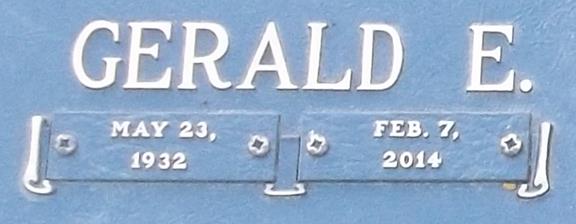 GERALD E.
MAY 23,
1932
FEB. 7,
2014